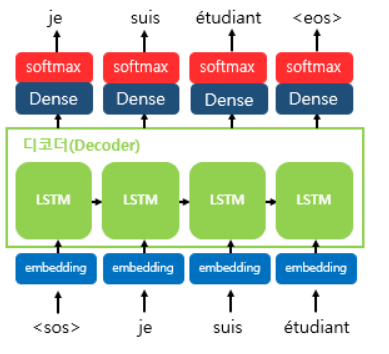 je suis étudiant <eos>
softmax softmax softmax softmax
Dense Dense Dense Dense
디코더(Decoder)
LSTM LSTM LSTM LSTM
embedding embedding embedding embedding
<sos> je suis étudiant